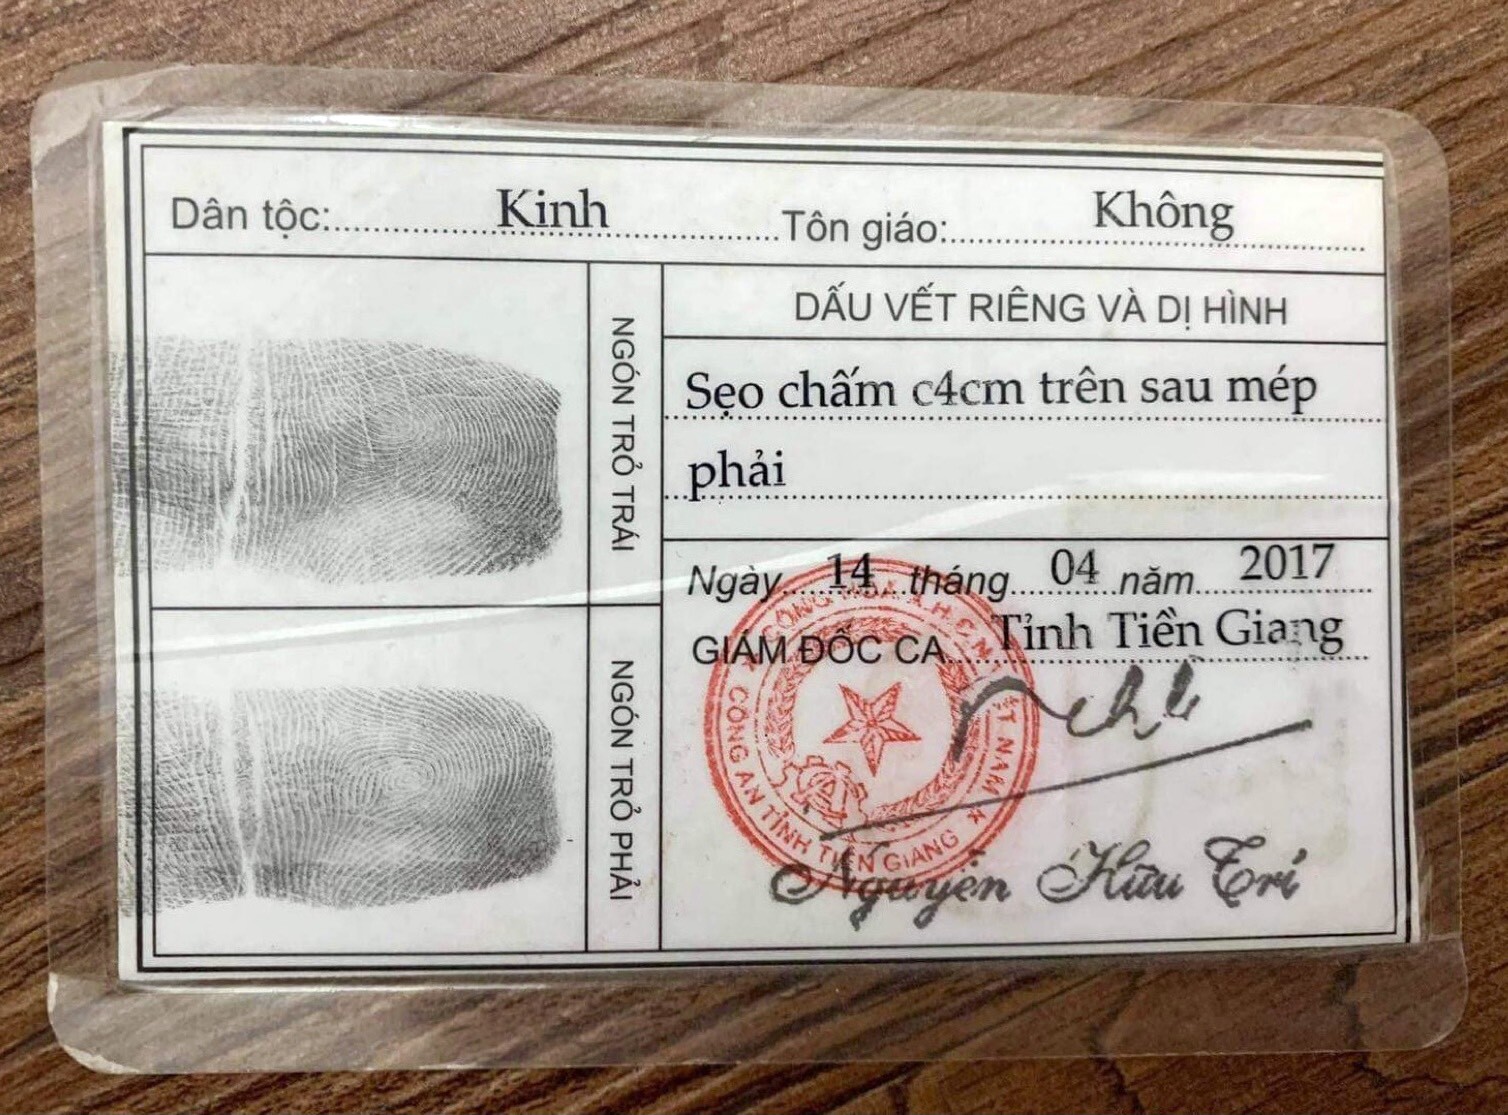 Dân tộc: Kinh Tôn giáo: Không
NGÓN TRỎ TRÁI
NGÓN TRỎ PHẢI
DẤU VẾT RIÊNG VÀ DỊ HÌNH
Sẹo chấm c4cm trên sau mép
phải
Ngày 14 tháng 04 năm 2017
GIÁM ĐỐC CA Tỉnh Tiền Giang
CÔNG AN TỈNH TIỀN GIANG
Nguyễn Hữu Trí